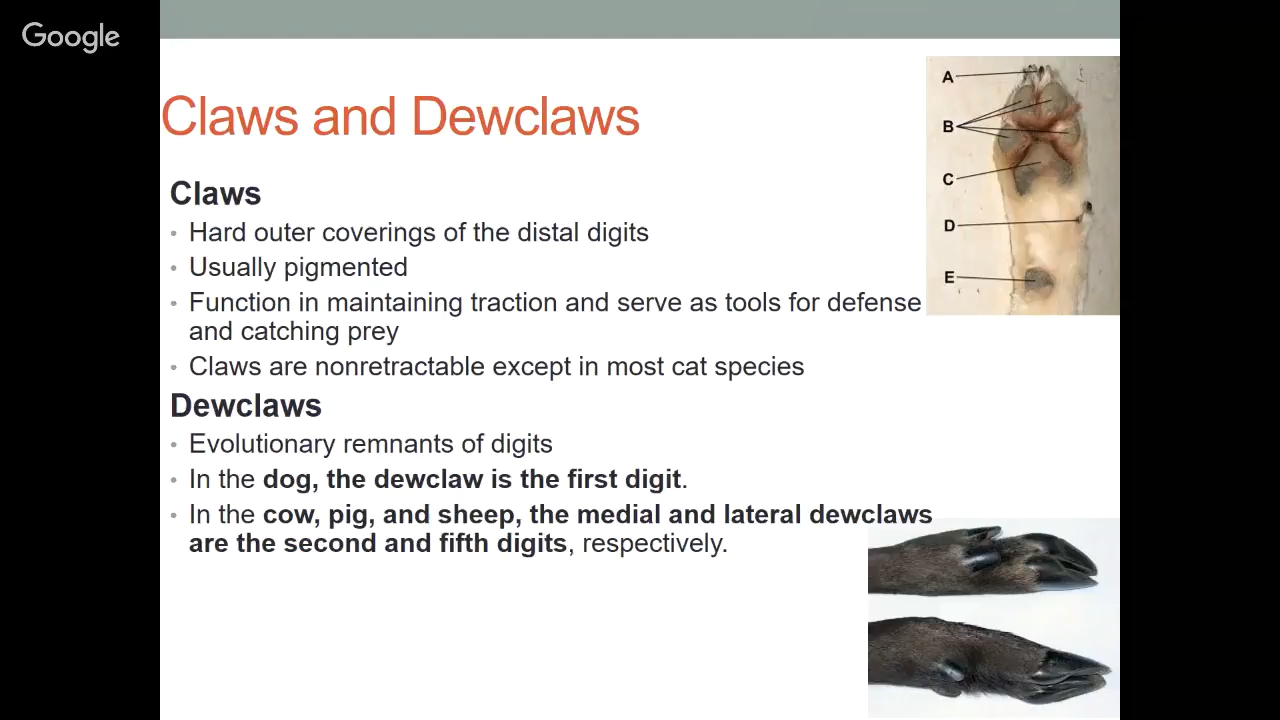 Google
Claws and Dewclaws
A
B
C
D
E
Claws
• Hard outer coverings of the distal digits
• Usually pigmented
• Function in maintaining traction and serve as tools for defense
and catching prey
• Claws are nonretractable except in most cat species
Dewclaws
• Evolutionary remnants of digits
• In the dog, the dewclaw is the first digit.
• In the cow, pig, and sheep, the medial and lateral dewclaws
are the second and fifth digits, respectively.